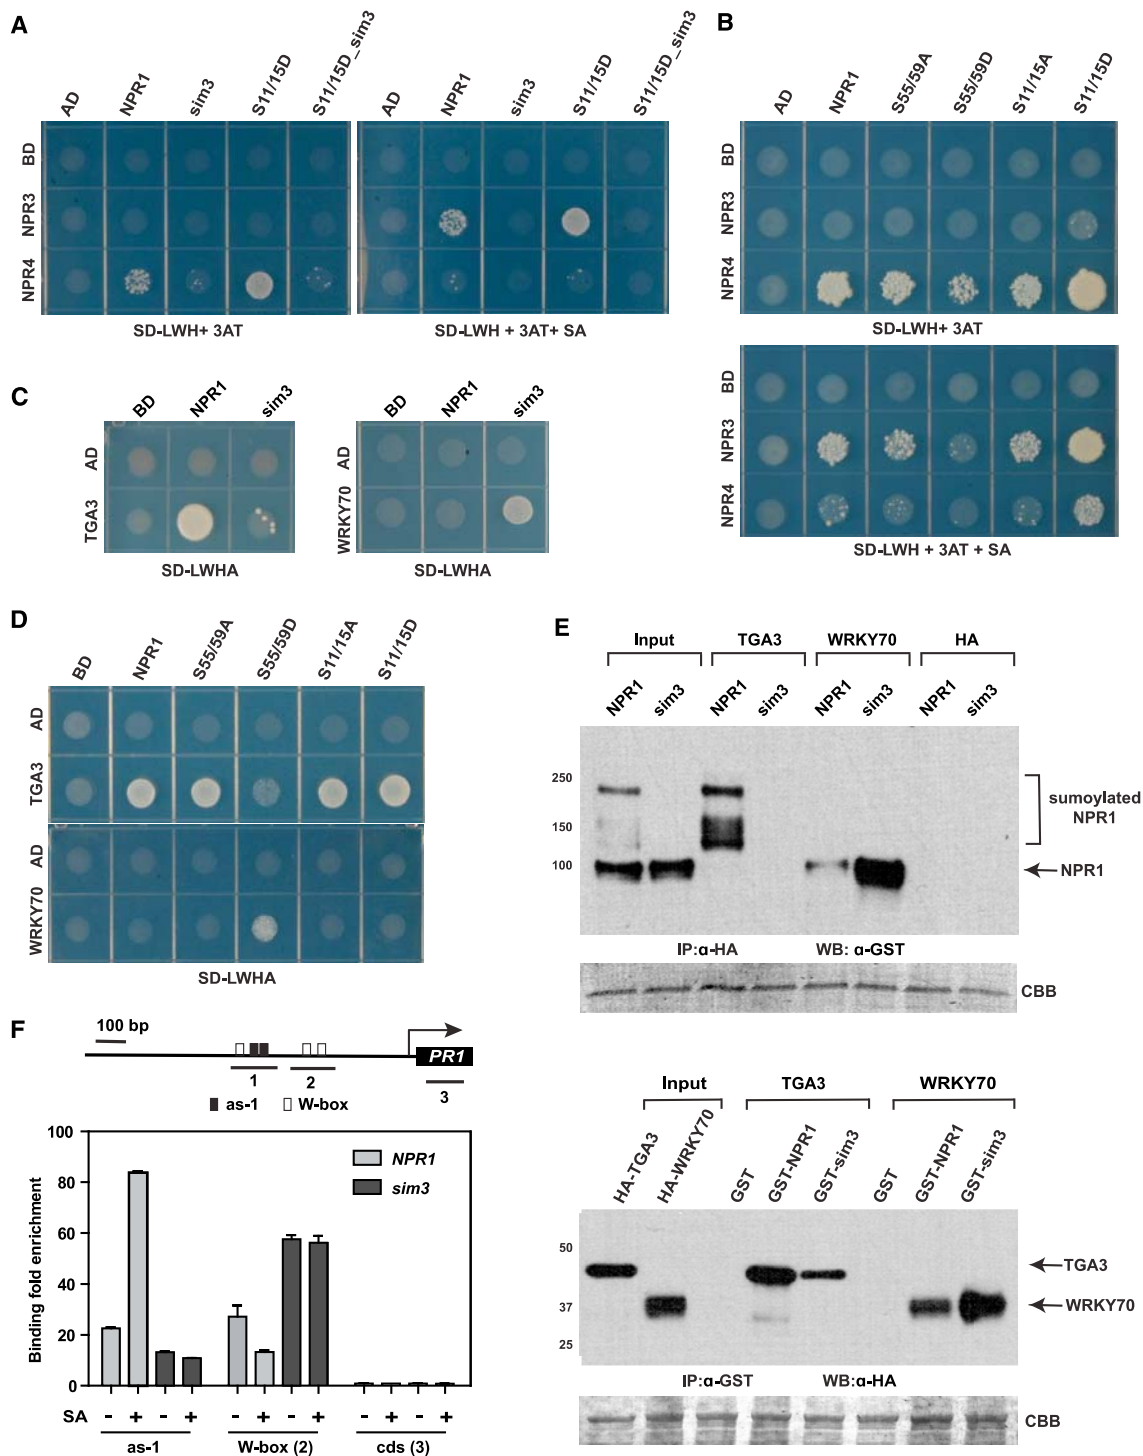 A
AD
NPR1
sim3
S11/15D
S11/15D_sim3
AD
NPR1
sim3
S11/15D
S11/15D_sim3
BD
NPR3
NPR4
SD-LWH+ 3AT
SD-LWH + 3AT+ SA
B
AD
NPR1
S55/59A
S55/59D
S11/15A
S11/15D
BD
NPR3
NPR4
SD-LWH+ 3AT
BD
NPR3
NPR4
SD-LWH + 3AT + SA
C
BD
NPR1
sim3
AD
TGA3
SD-LWHA
BD
NPR1
sim3
AD
WRKY70
SD-LWHA
D
BD
NPR1
S55/59A
S55/59D
S11/15A
S11/15D
AD
TGA3
AD
WRKY70
SD-LWHA
E
Input
TGA3
WRKY70
HA
NPR1
sim3
NPR1
sim3
NPR1
sim3
NPR1
sim3
250
150
100
sumoylated
NPR1
NPR1
IP:α-HA
WB: α-GST
CBB
Input
TGA3
WRKY70
HA-TGA3
HA-WRKY70
GST
GST-NPR1
GST-sim3
GST
GST-NPR1
GST-sim3
50
37
25
TGA3
WRKY70
IP:α-GST
WB:α-HA
CBB
F
100 bp
PR1
1
2
3
as-1
W-box
Binding fold enrichment
100
80
60
40
20
0
NPR1
sim3
SA - + - + - + - + - + - +
as-1
W-box (2)
cds (3)